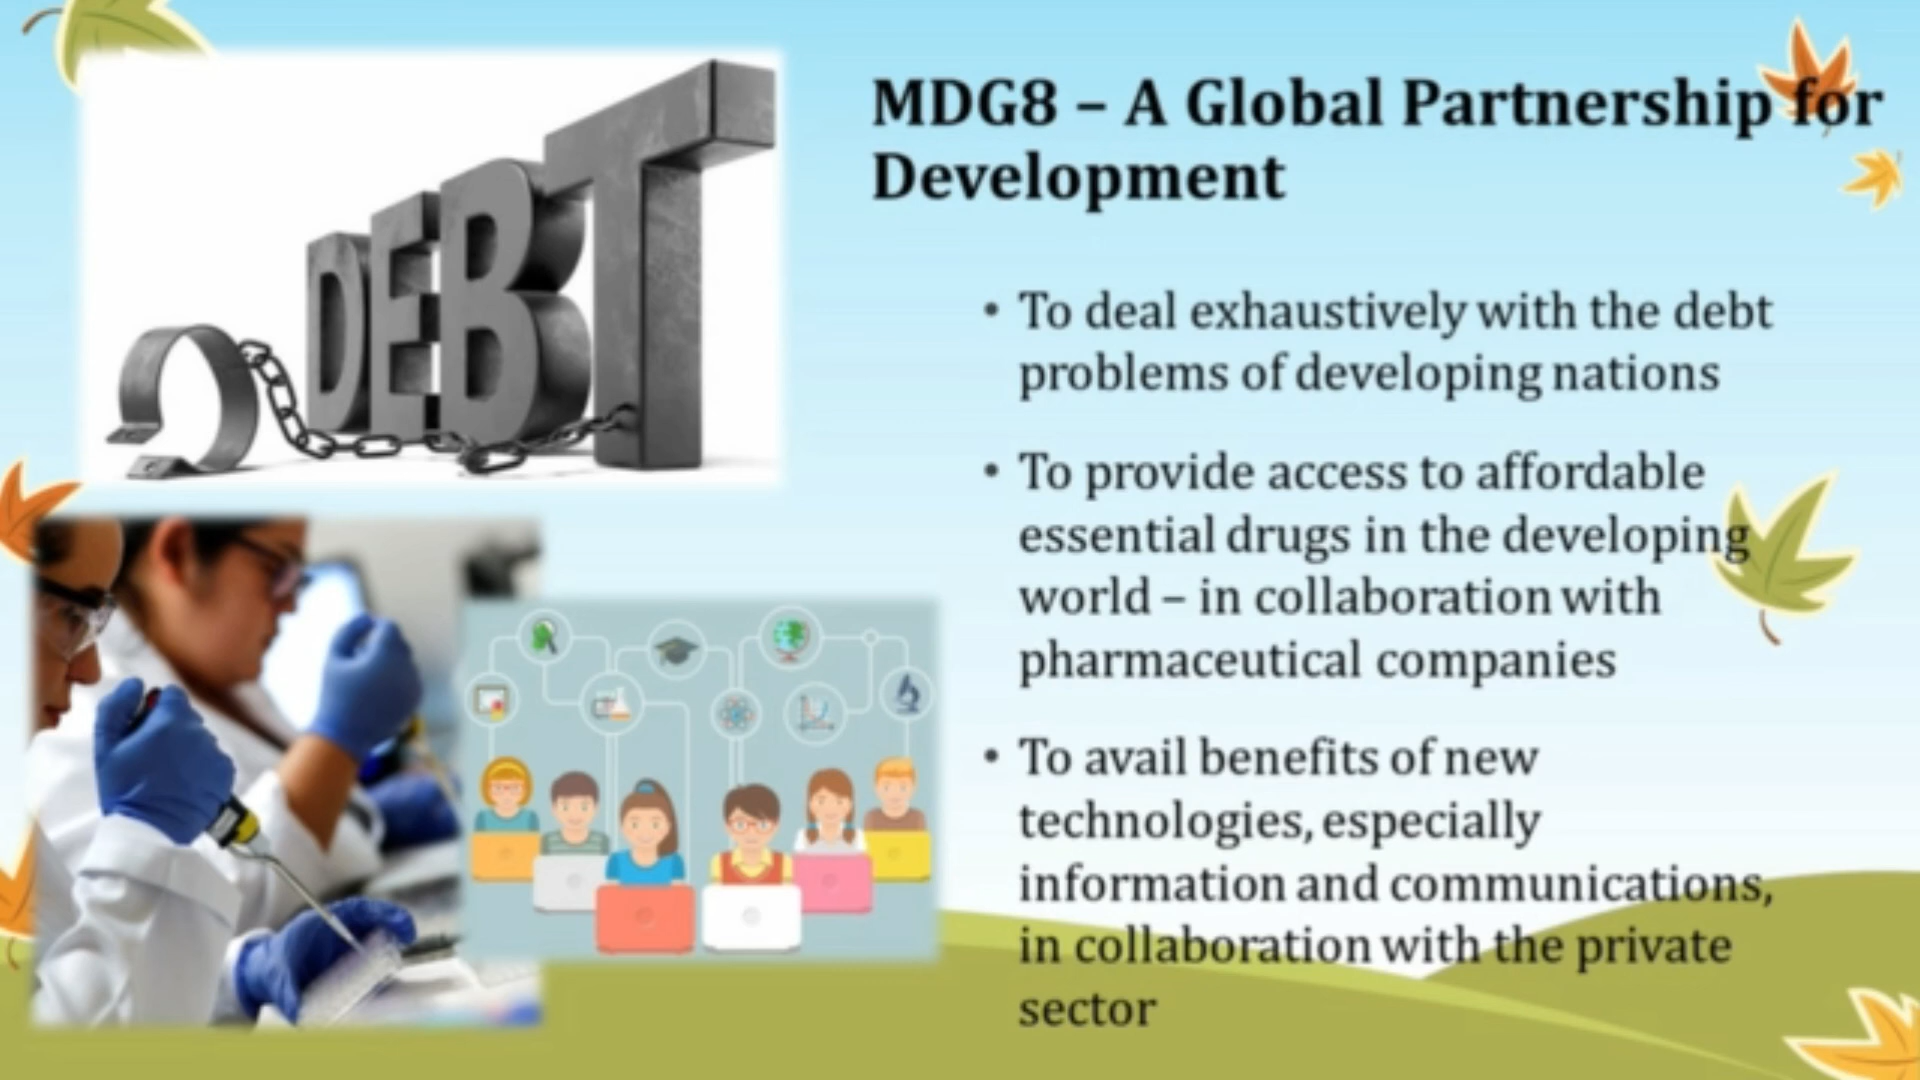 DEBT
MDG8 – A Global Partnership for
Development
• To deal exhaustively with the debt
problems of developing nations
• To provide access to affordable
essential drugs in the developing
world – in collaboration with
pharmaceutical companies
• To avail benefits of new
technologies, especially
information and communications,
in collaboration with the private
sector